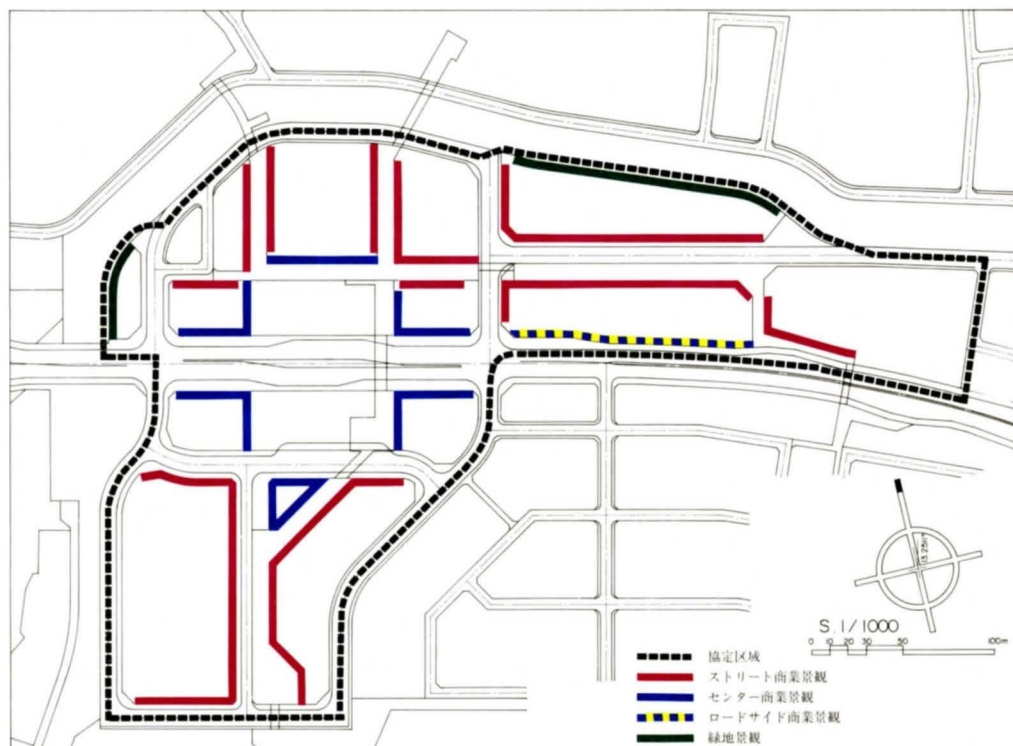 S. 1/1000
0 10 20 30 50 100m
協定区域
ストリート商業景観
センター商業景観
ロードサイド商業景観
緑地景観